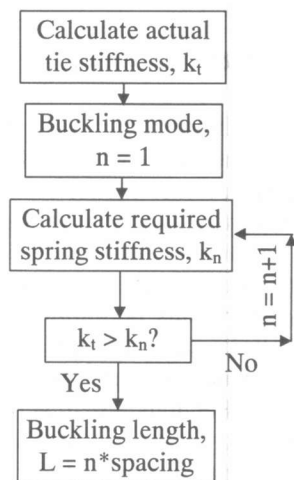 Calculate actual
tie stiffness, kt
Buckling mode,
n = 1
Calculate required
spring stiffness, kn
n = n+1
kt > kn?
No
Yes
Buckling length,
L = n*spacing